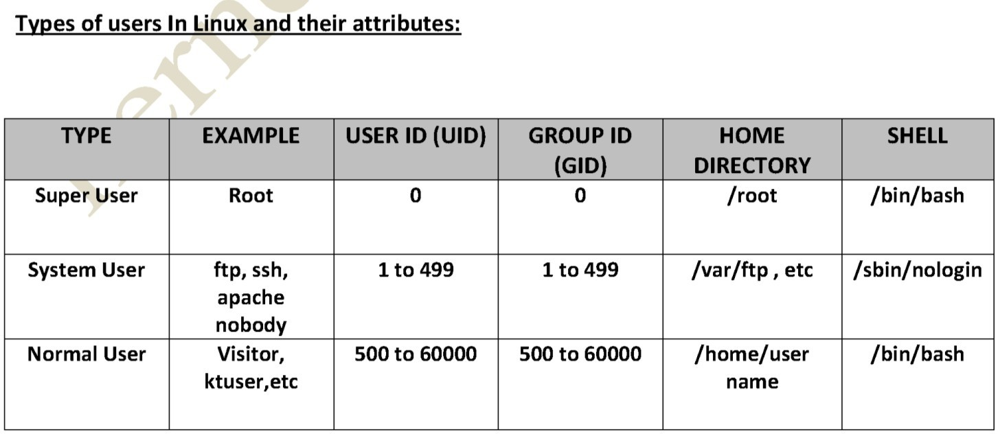 Types of users In Linux and their attributes:
TYPE EXAMPLE USER ID (UID) GROUP ID (GID) HOME DIRECTORY SHELL
Super User Root 0 0 /root /bin/bash
System User ftp, ssh, apache nobody 1 to 499 1 to 499 /var/ftp , etc /sbin/nologin
Normal User Visitor, ktuser,etc 500 to 60000 500 to 60000 /home/user name /bin/bash